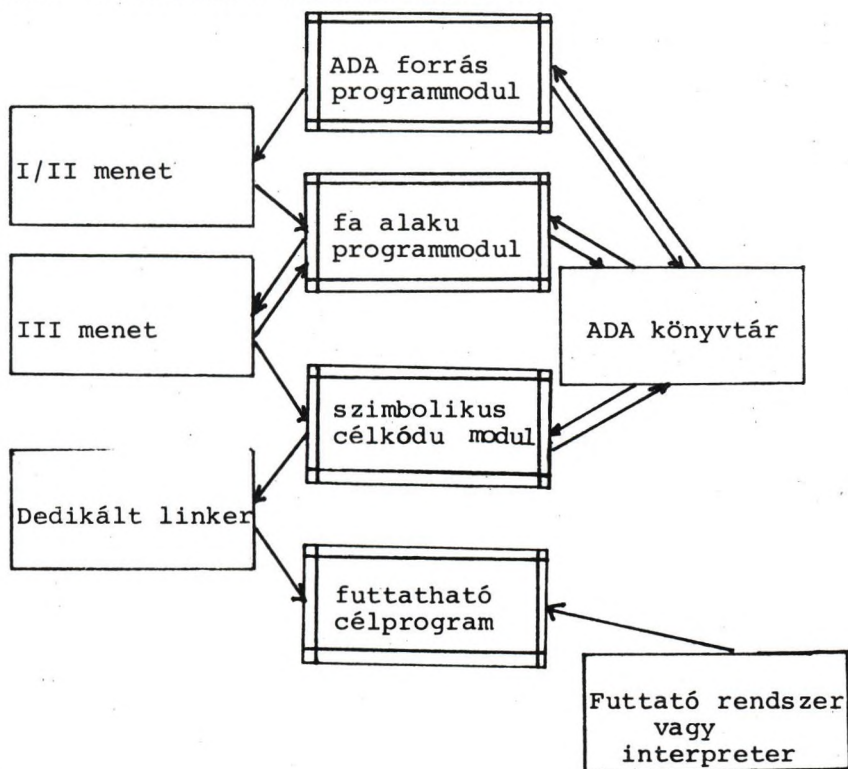 ADA forrás
programmodul
I/II menet
fa alaku
programmodul
III menet
ADA könyvtár
szimbolikus
célkódu modul
Dedikált linker
futtatható
célprogram
Futtató rendszer
vagy
interpreter